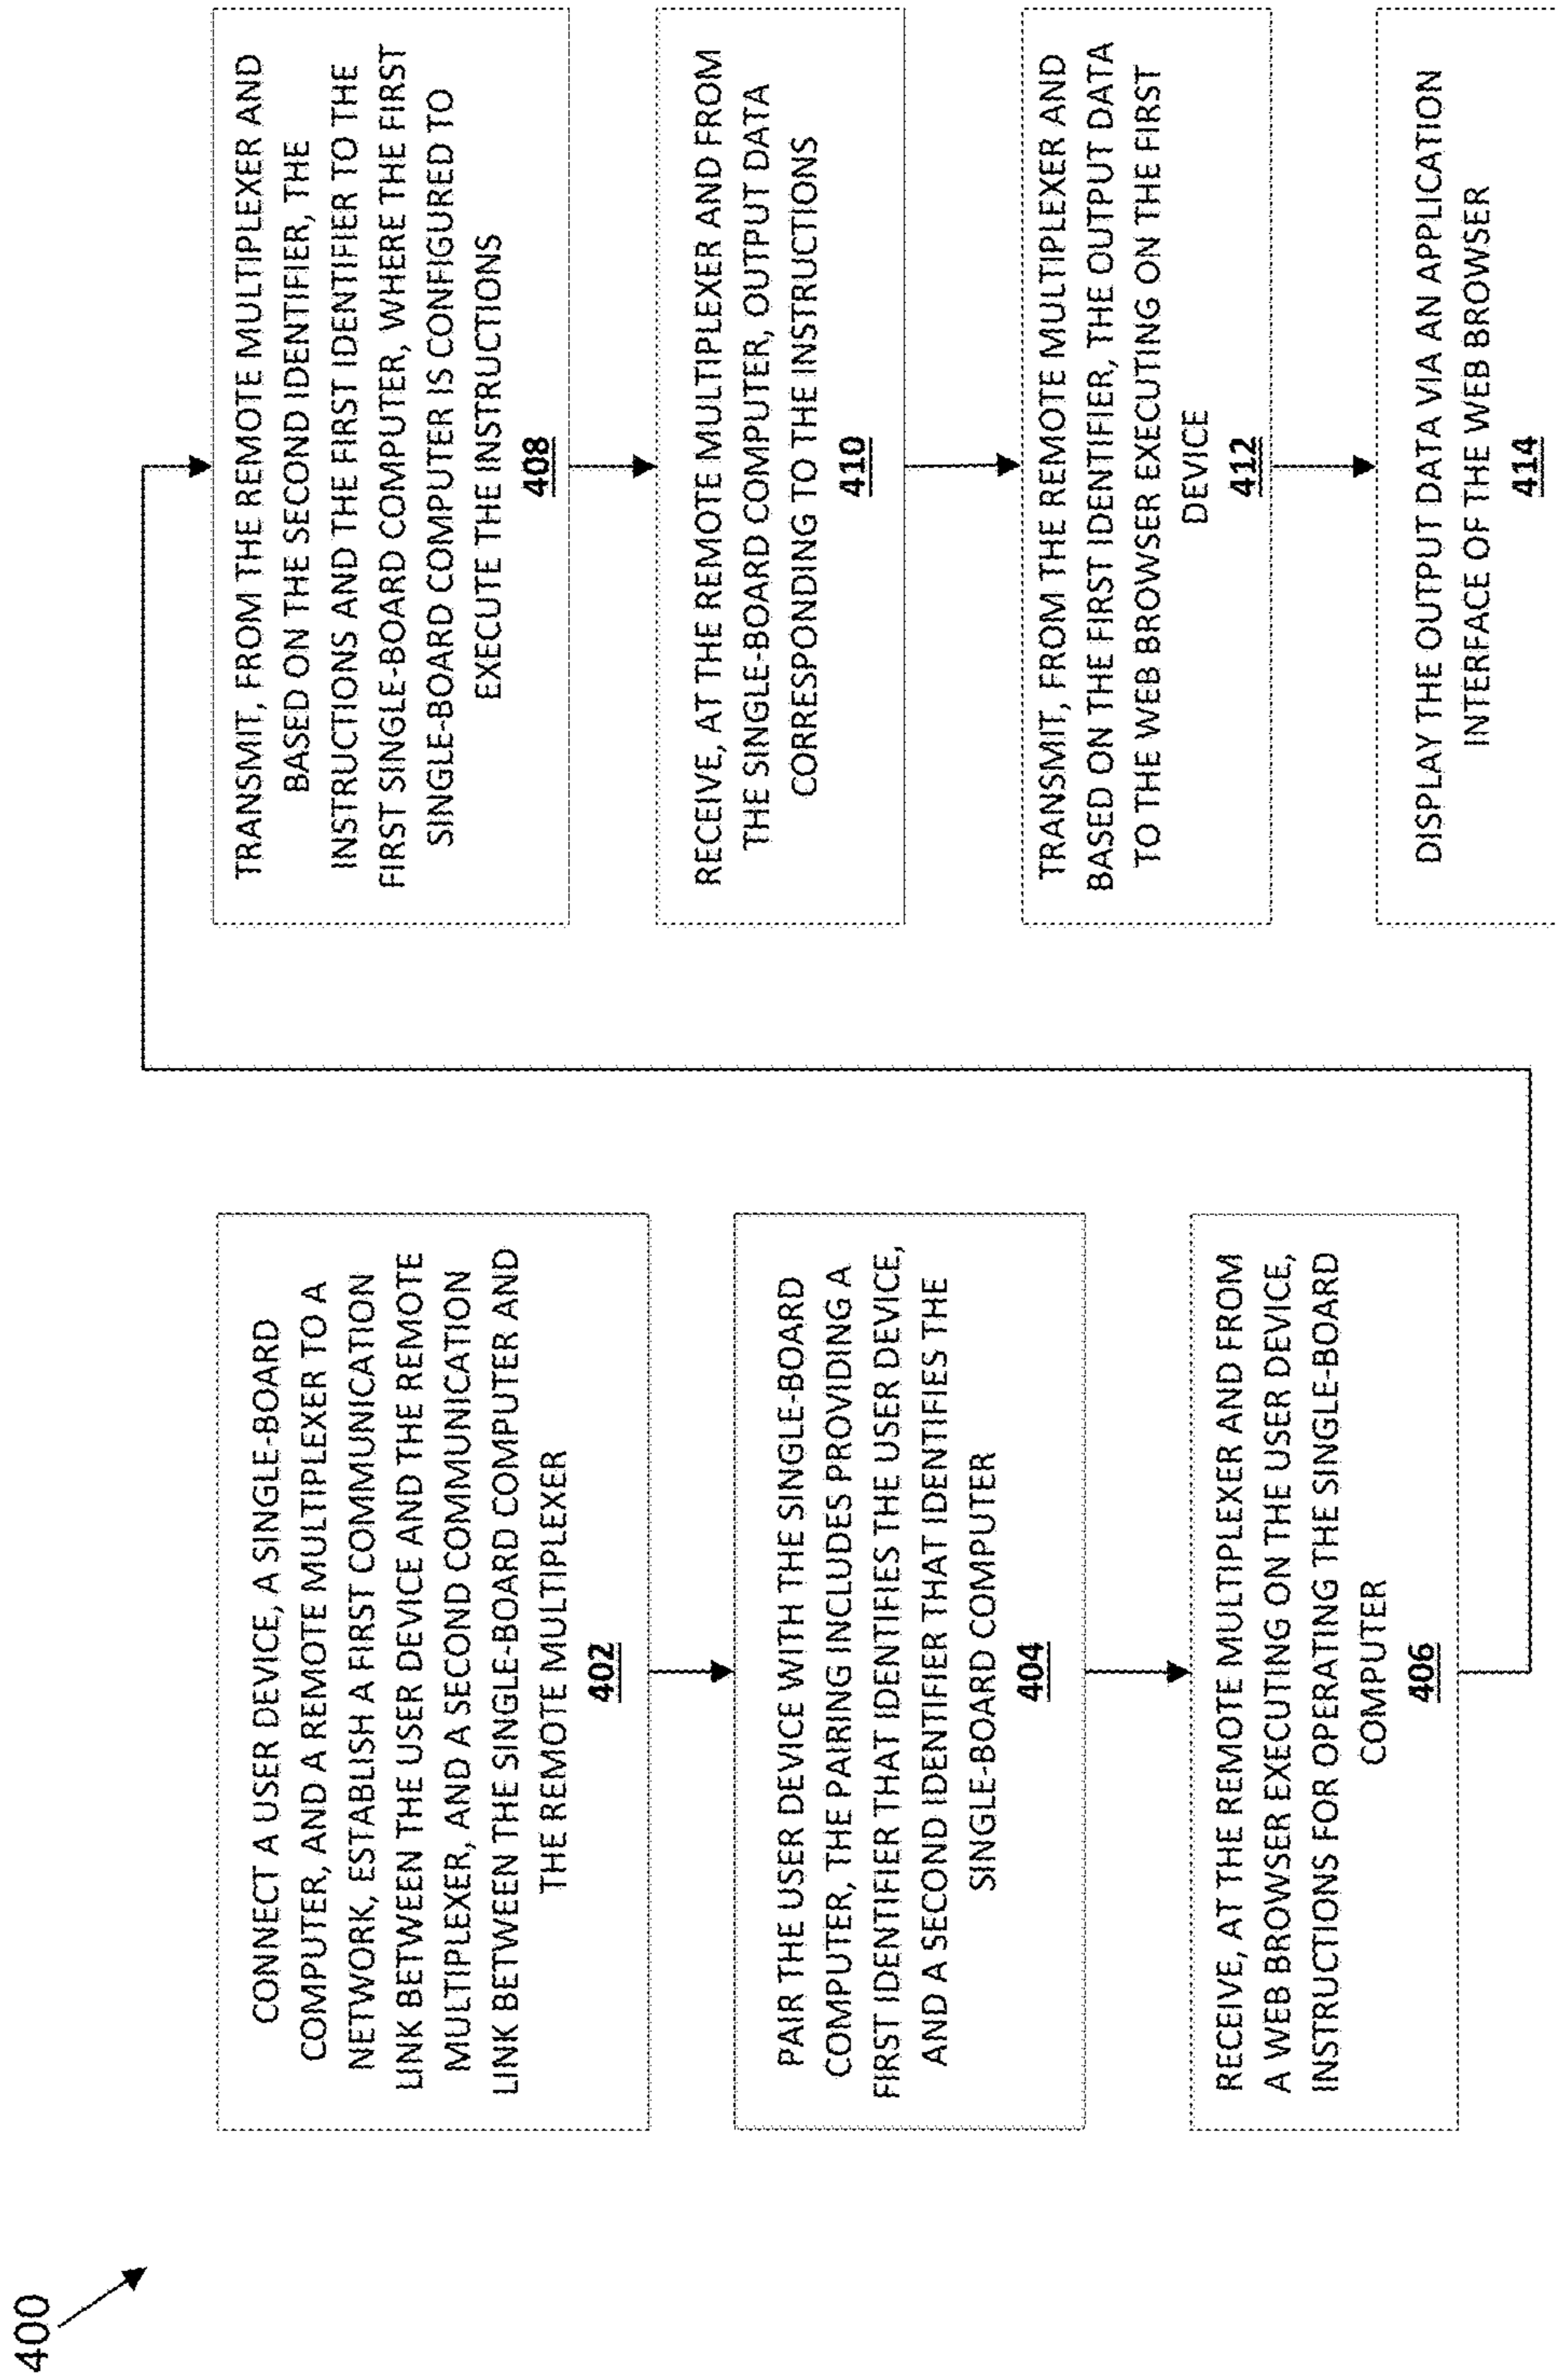 400
CONNECT A USER DEVICE, A SINGLE-BOARD
COMPUTER, AND A REMOTE MULTIPLEXER TO A
NETWORK, ESTABLISH A FIRST COMMUNICATION
LINK BETWEEN THE USER DEVICE AND THE REMOTE
MULTIPLEXER, AND A SECOND COMMUNICATION
LINK BETWEEN THE SINGLE-BOARD COMPUTER AND
THE REMOTE MULTIPLEXER
402
PAIR THE USER DEVICE WITH THE SINGLE-BOARD
COMPUTER, THE PAIRING INCLUDES PROVIDING A
FIRST IDENTIFIER THAT IDENTIFIES THE USER DEVICE,
AND A SECOND IDENTIFIER THAT IDENTIFIES THE
SINGLE-BOARD COMPUTER
404
RECEIVE, AT THE REMOTE MULTIPLEXER AND FROM
A WEB BROWSER EXECUTING ON THE USER DEVICE,
INSTRUCTIONS FOR OPERATING THE SINGLE-BOARD
COMPUTER
406
TRANSMIT, FROM THE REMOTE MULTIPLEXER AND
BASED ON THE SECOND IDENTIFIER, THE
INSTRUCTIONS AND THE FIRST IDENTIFIER TO THE
FIRST SINGLE-BOARD COMPUTER, WHERE THE FIRST
SINGLE-BOARD COMPUTER IS CONFIGURED TO
EXECUTE THE INSTRUCTIONS
408
RECEIVE, AT THE REMOTE MULTIPLEXER AND FROM
THE SINGLE-BOARD COMPUTER, OUTPUT DATA
CORRESPONDING TO THE INSTRUCTIONS
410
TRANSMIT, FROM THE REMOTE MULTIPLEXER AND
BASED ON THE FIRST IDENTIFIER, THE OUTPUT DATA
TO THE WEB BROWSER EXECUTING ON THE FIRST
DEVICE
412
DISPLAY THE OUTPUT DATA VIA AN APPLICATION
INTERFACE OF THE WEB BROWSER
414